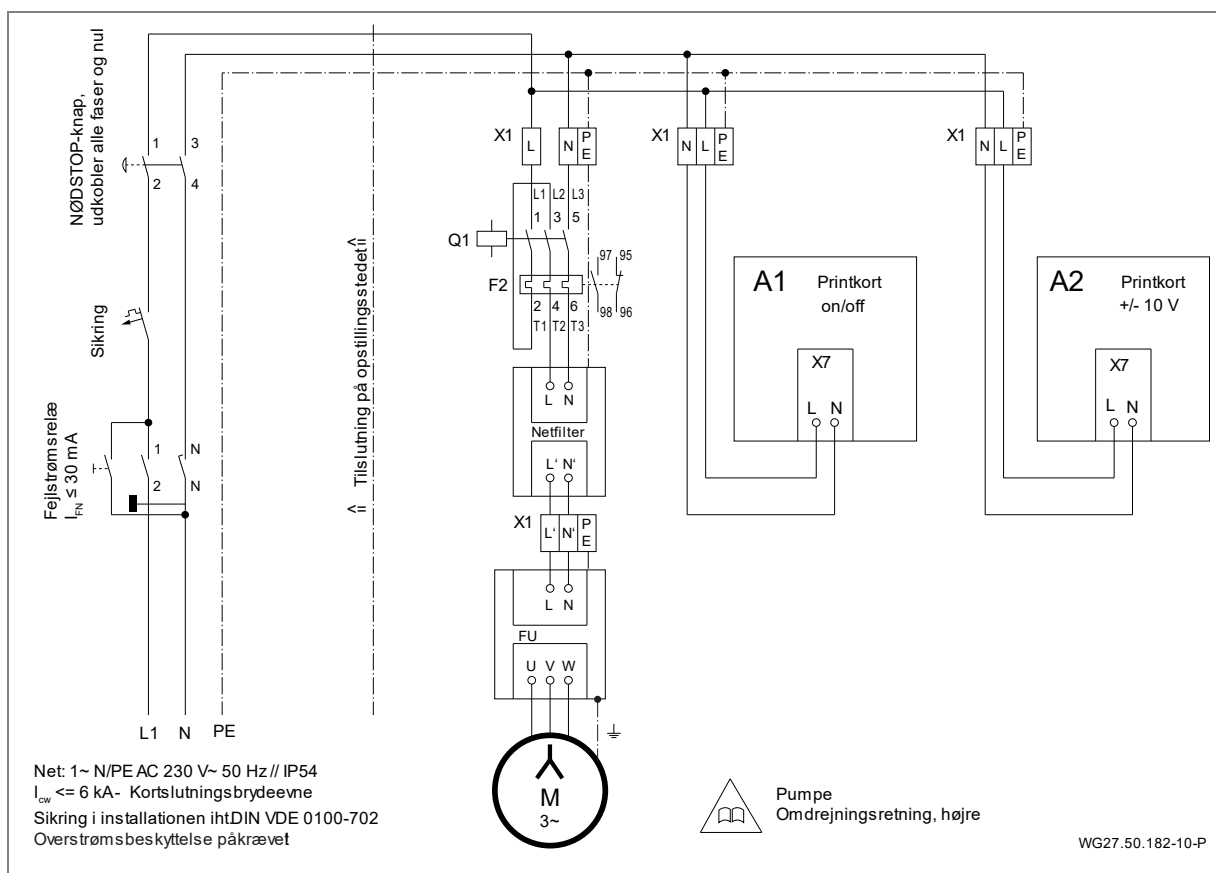 NØDSTOP-knap,
udkobler alle faser og nul
1 3
2 4
Sikring
Fejlstrømsrelæ
I_FN ≤ 30 mA
1 N
2 N
L1 N PE
<= Tilslutning på opstillingsstedet =>
X1 L N PE
L1 L2 L3
1 3 5
Q1
97 95
F2
2 4 6
98 96
T1 T2 T3
L N
Netfilter
L' N'
X1 L' N' PE
L N
FU
U V W
M
3~
X1 N L PE
A1 Printkort
on/off
X7
L N
X1 N L PE
A2 Printkort
+/- 10 V
X7
L N
Net: 1~ N/PE AC 230 V~ 50 Hz // IP54
I_cw <= 6 kA- Kortslutningsbrydeevne
Sikring i installationen iht.DIN VDE 0100-702
Overstrømsbeskyttelse påkrævet
Pumpe
Omdrejningsretning, højre
WG27.50.182-10-P